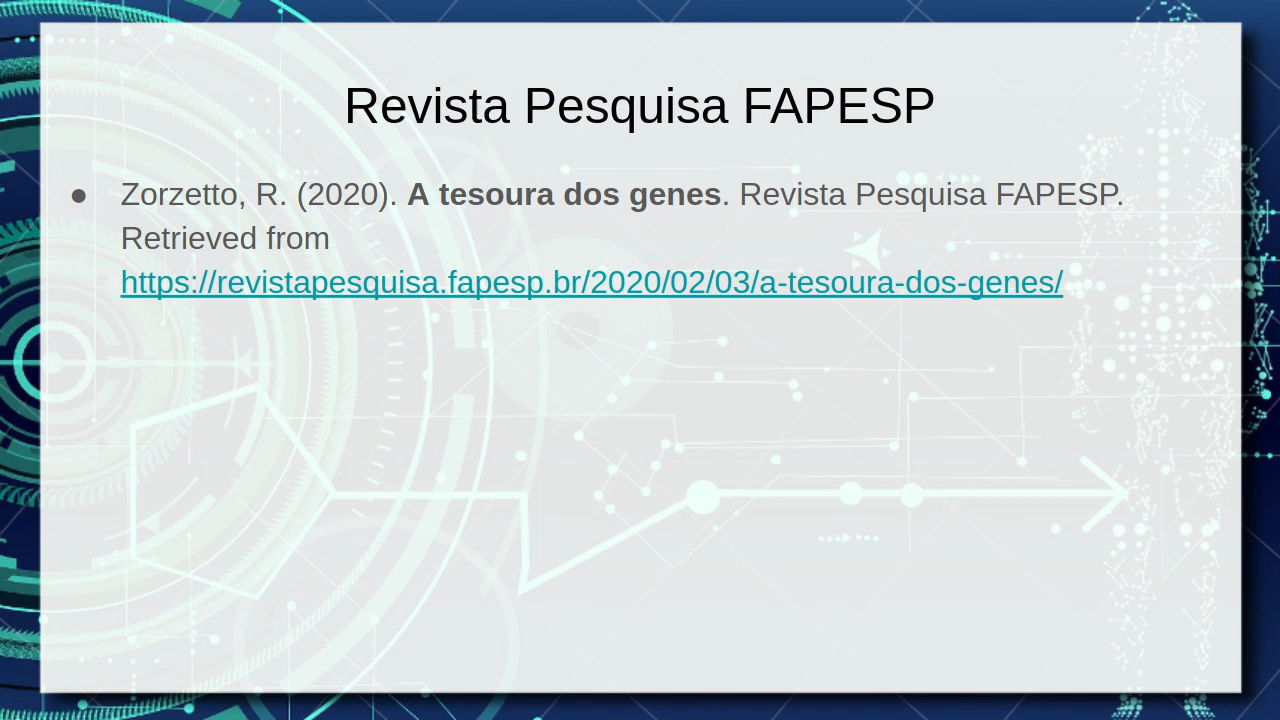 Revista Pesquisa FAPESP
● Zorzetto, R. (2020). A tesoura dos genes. Revista Pesquisa FAPESP.
Retrieved from
https://revistapesquisa.fapesp.br/2020/02/03/a-tesoura-dos-genes/